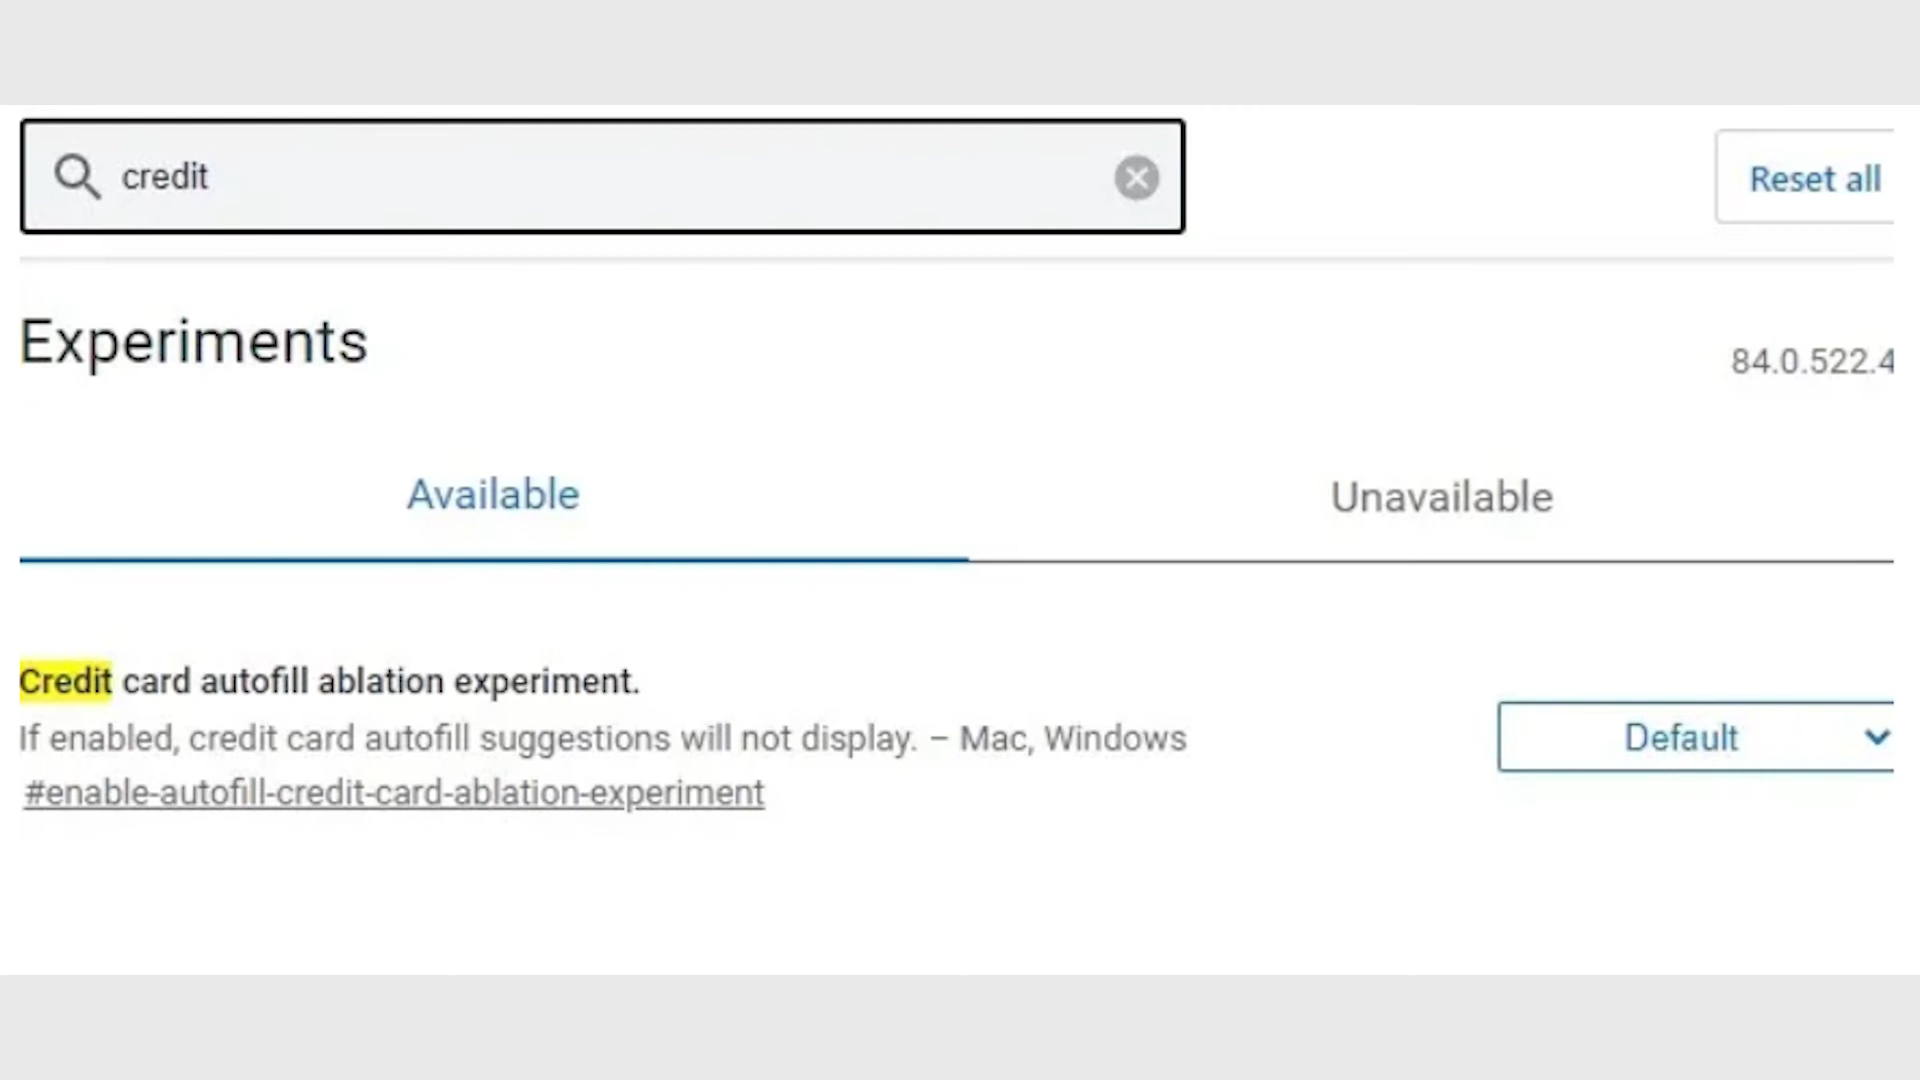 credit
Reset all
Experiments
84.0.522.4
Available
Unavailable
Credit card autofill ablation experiment.
If enabled, credit card autofill suggestions will not display. – Mac, Windows
Default
#enable-autofill-credit-card-ablation-experiment